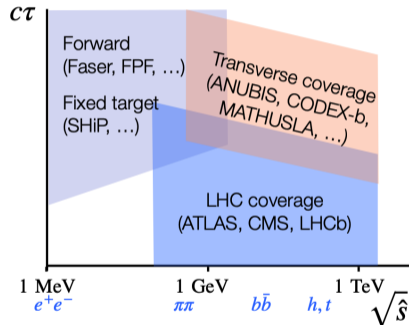 cτ
Forward
(Faser, FPF, ...)
Fixed target
(SHiP, ...)
Transverse coverage
(ANUBIS, CODEX-b,
MATHUSLA, ...)
LHC coverage
(ATLAS, CMS, LHCb)
1 MeV 1 GeV 1 TeV
e⁺e⁻ ππ bb̄ h, t √ŝ